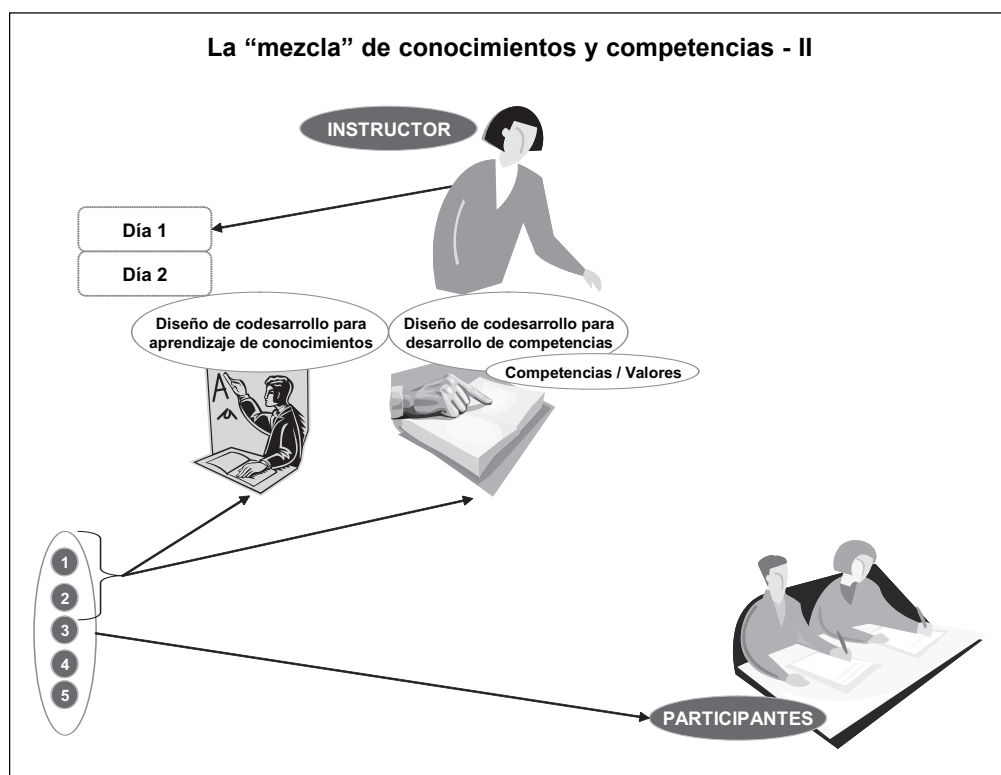 La “mezcla” de conocimientos y competencias - II
INSTRUCTOR
Día 1
Día 2
Diseño de codesarrollo para
aprendizaje de conocimientos
Diseño de codesarrollo para
desarrollo de competencias
Competencias / Valores
A
1
2
3
4
5
PARTICIPANTES